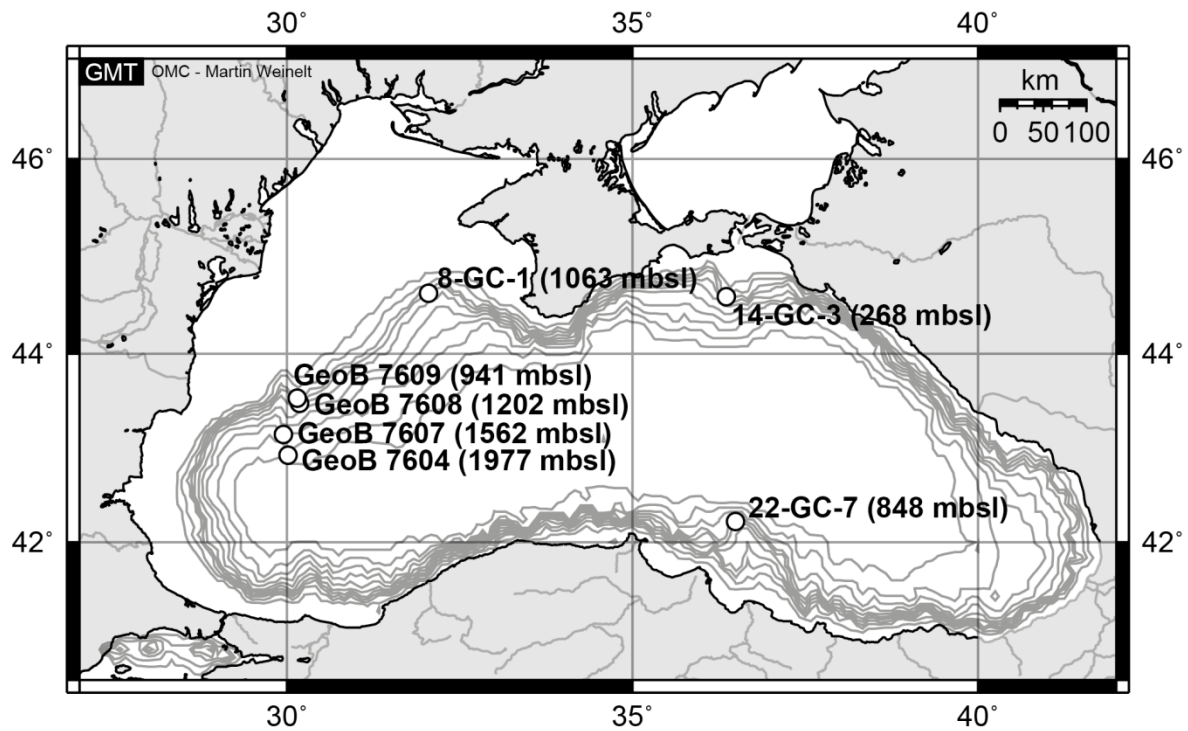 30° 35° 40°
GMT OMC - Martin Weinelt
km
0 50 100
46° 46°
8-GC-1 (1063 mbsl)
14-GC-3 (268 mbsl)
44° 44°
GeoB 7609 (941 mbsl)
GeoB 7608 (1202 mbsl)
GeoB 7607 (1562 mbsl)
GeoB 7604 (1977 mbsl)
22-GC-7 (848 mbsl)
42° 42°
30° 35° 40°